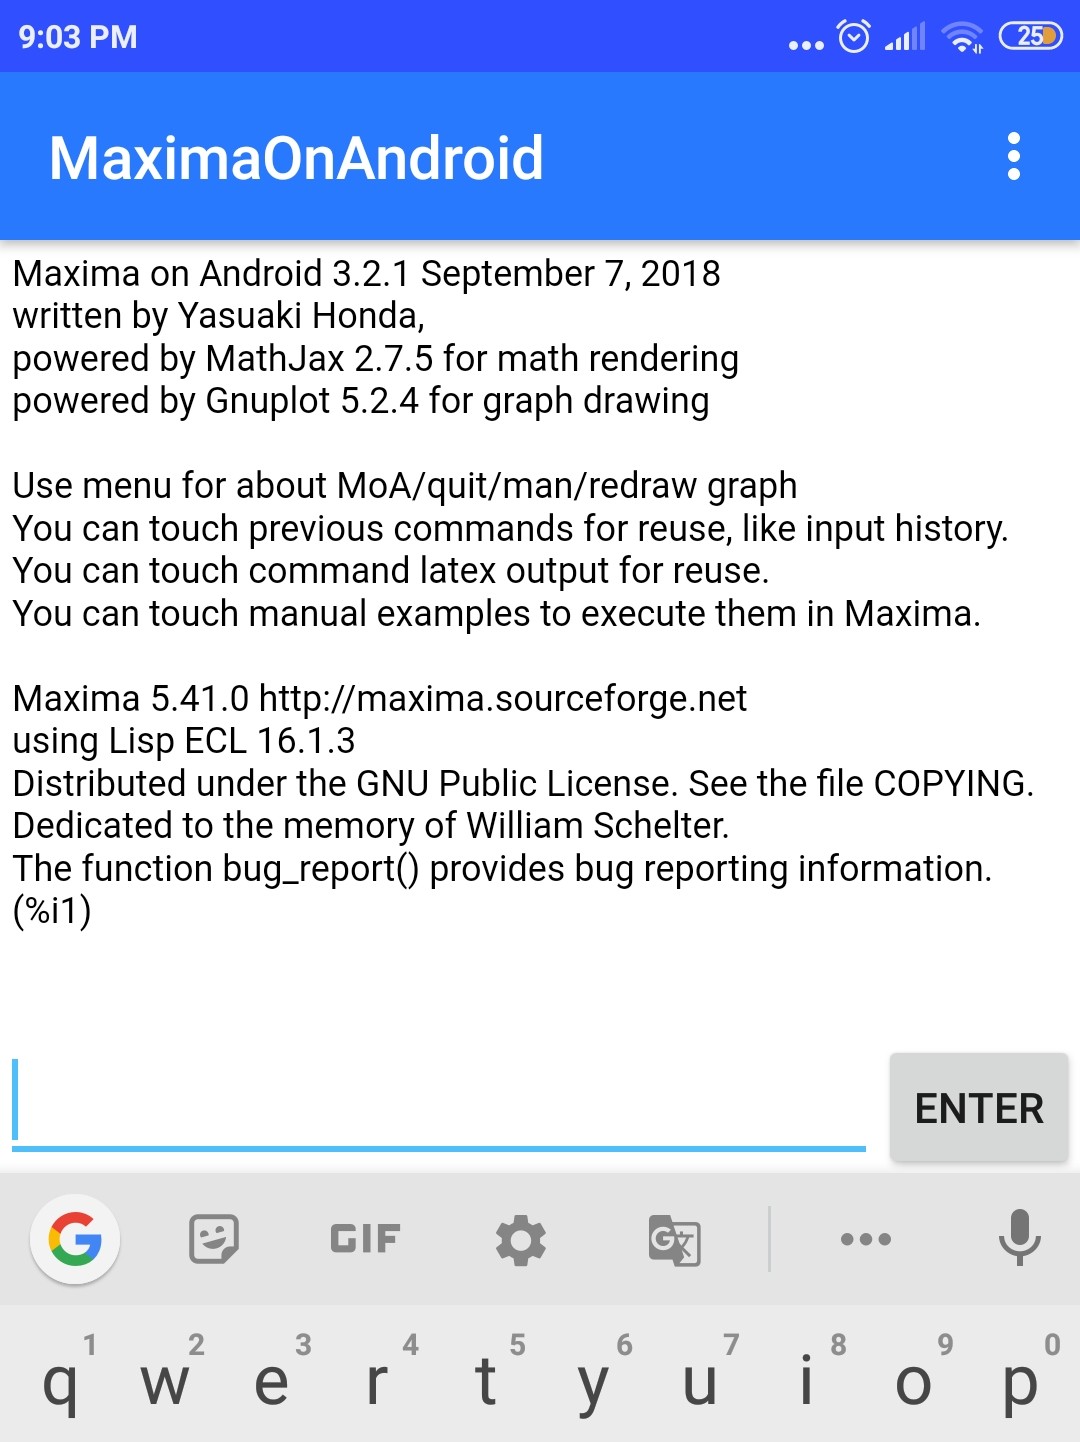 9:03 PM
25
MaximaOnAndroid
Maxima on Android 3.2.1 September 7, 2018
written by Yasuaki Honda,
powered by MathJax 2.7.5 for math rendering
powered by Gnuplot 5.2.4 for graph drawing
Use menu for about MoA/quit/man/redraw graph
You can touch previous commands for reuse, like input history.
You can touch command latex output for reuse.
You can touch manual examples to execute them in Maxima.
Maxima 5.41.0 http://maxima.sourceforge.net
using Lisp ECL 16.1.3
Distributed under the GNU Public License. See the file COPYING.
Dedicated to the memory of William Schelter.
The function bug_report() provides bug reporting information.
(%i1)
ENTER
G GIF G文
1 2 3 4 5 6 7 8 9 0
q w e r t y u i o p